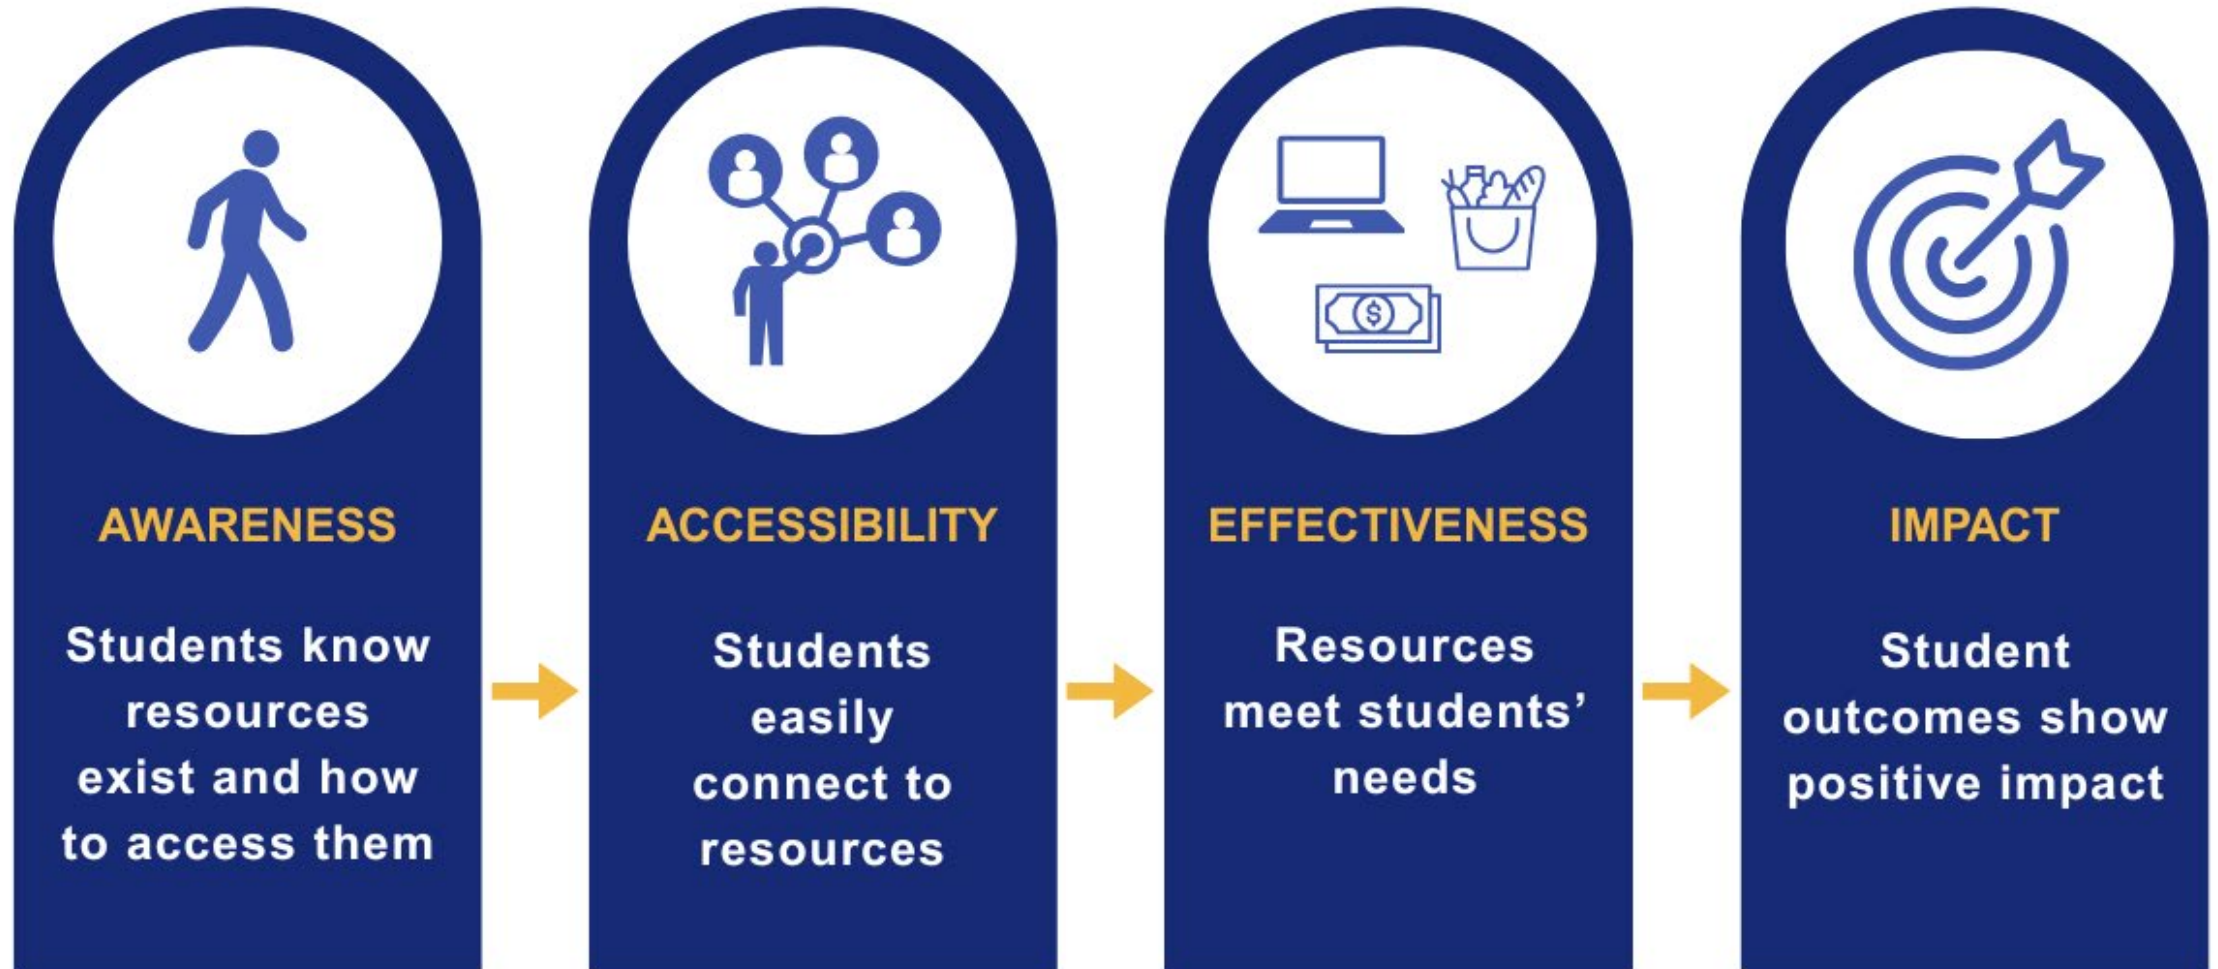 AWARENESS
Students know
resources
exist and how
to access them
ACCESSIBILITY
Students
easily
connect to
resources
EFFECTIVENESS
Resources
meet students’
needs
$
IMPACT
Student
outcomes show
positive impact